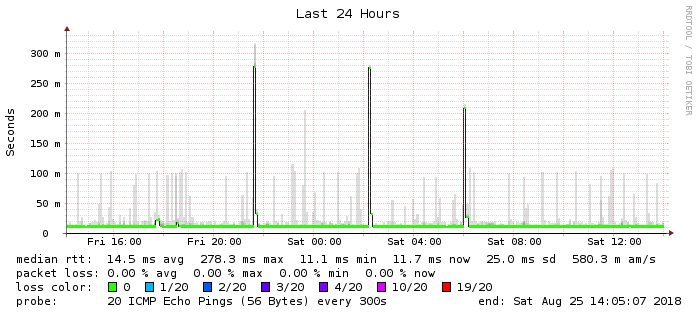 Last 24 Hours
RRDTOOL / TOBI OETIKER
Seconds
300 m
250 m
200 m
150 m
100 m
50 m
0
Fri 16:00 Fri 20:00 Sat 00:00 Sat 04:00 Sat 08:00 Sat 12:00
median rtt: 14.5 ms avg 278.3 ms max 11.1 ms min 11.7 ms now 25.0 ms sd 580.3 m am/s
packet loss: 0.00 % avg 0.00 % max 0.00 % min 0.00 % now
loss color: 0 1/20 2/20 3/20 4/20 10/20 19/20
probe: 20 ICMP Echo Pings (56 Bytes) every 300s end: Sat Aug 25 14:05:07 2018